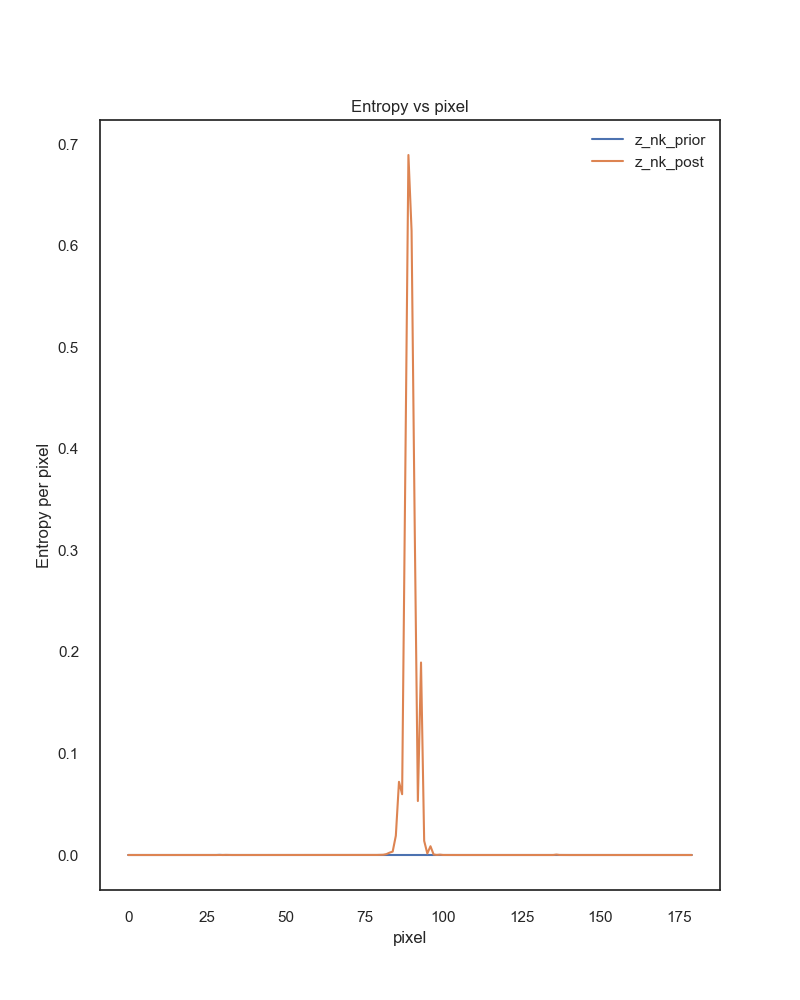 Entropy vs pixel
z_nk_prior
z_nk_post
0.7
0.6
0.5
0.4
0.3
0.2
0.1
0.0
Entropy per pixel
0 25 50 75 100 125 150 175
pixel